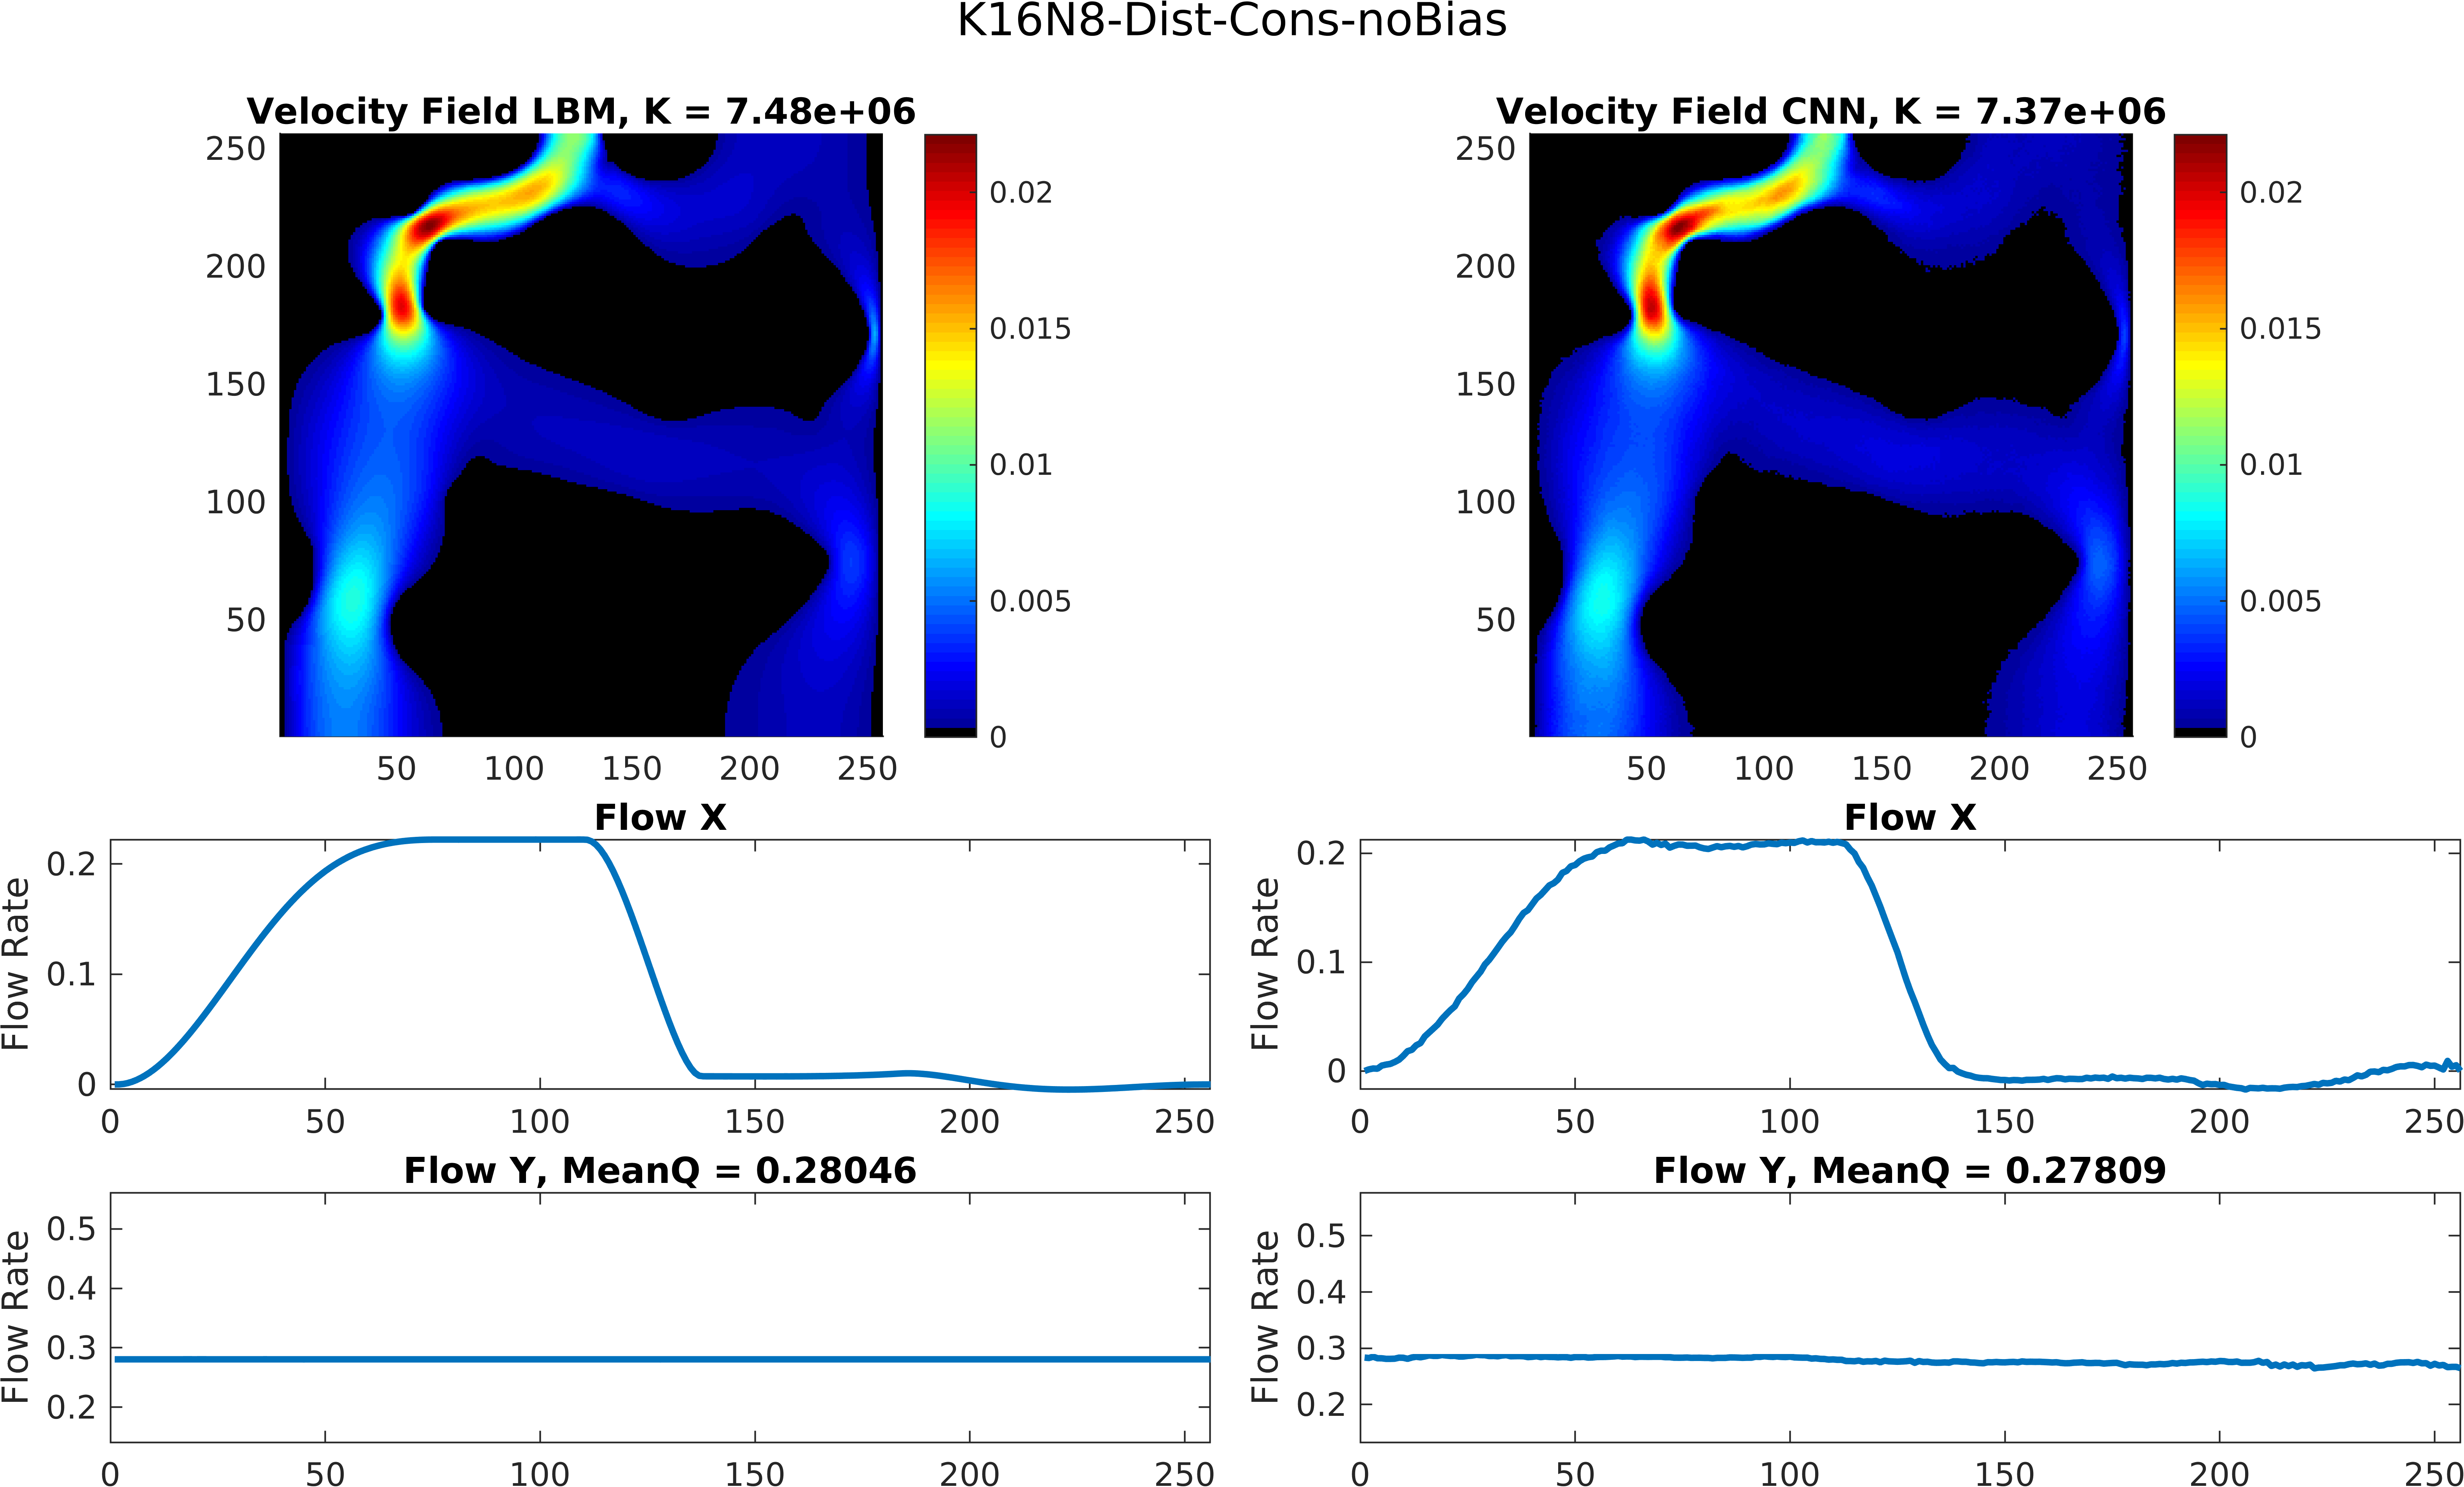 K16N8-Dist-Cons-noBias
Velocity Field LBM, K = 7.48e+06
250
200
150
100
50
50 100 150 200 250
0.02
0.015
0.01
0.005
0
Velocity Field CNN, K = 7.37e+06
250
200
150
100
50
50 100 150 200 250
0.02
0.015
0.01
0.005
0
Flow X
Flow Rate
0.2
0.1
0
0 50 100 150 200 250
Flow X
Flow Rate
0.2
0.1
0
0 50 100 150 200 250
Flow Y, MeanQ = 0.28046
Flow Rate
0.5
0.4
0.3
0.2
0 50 100 150 200 250
Flow Y, MeanQ = 0.27809
Flow Rate
0.5
0.4
0.3
0.2
0 50 100 150 200 250